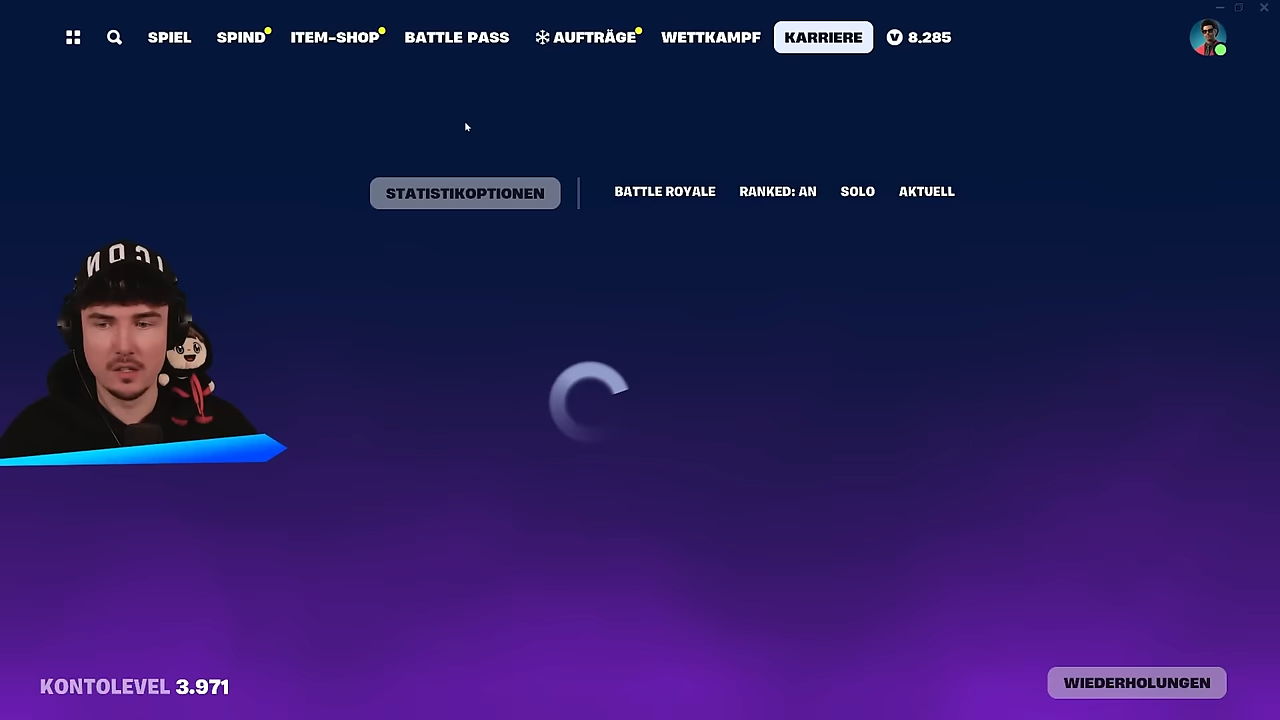 SPIEL SPIND ITEM-SHOP BATTLE PASS AUFTRÄGE WETTKAMPF KARRIERE V 8.285
STATISTIKOPTIONEN BATTLE ROYALE RANKED: AN SOLO AKTUELL
ICON
KONTOLEVEL 3.971
WIEDERHOLUNGEN